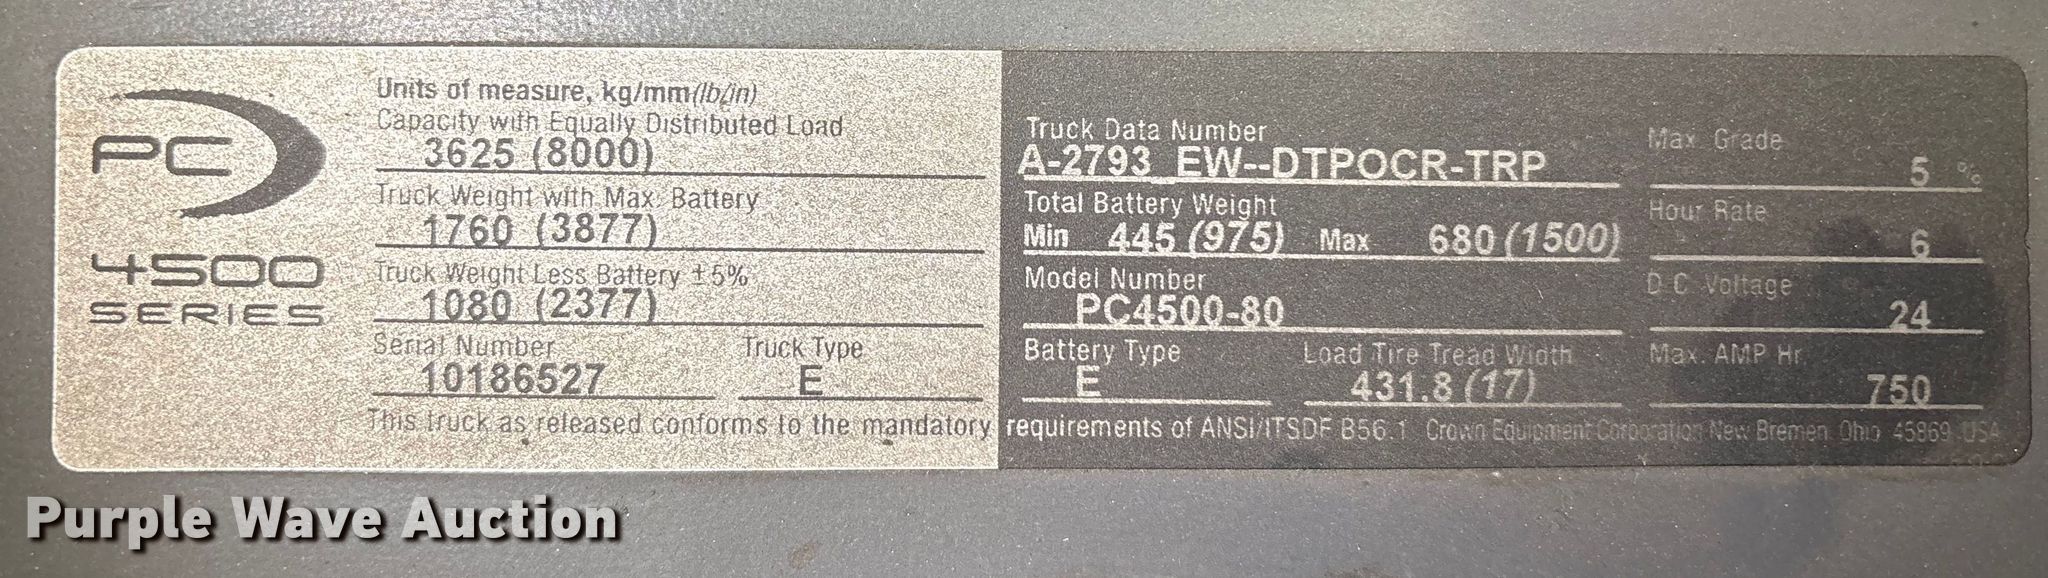 PC
4500
SERIES
Units of measure, kg/mm(lb/in)
Capacity with Equally Distributed Load
3625 (8000)
Truck Weight with Max. Battery
1760 (3877)
Truck Weight Less Battery ±5%
1080 (2377)
Serial Number Truck Type
10186527 E
Truck Data Number
A-2793 EW--DTPOCR-TRP
Total Battery Weight
Min 445 (975) Max 680 (1500)
Model Number
PC4500-80
Battery Type Load Tire Tread Width
E 431.8 (17)
Max Grade
5 %
Hour Rate
6
D C Voltage
24
Max. AMP Hr.
750
This truck as released conforms to the mandatory requirements of ANSI/ITSDF B56.1 Crown Equipment Corporation New Bremen Ohio 45869 USA
Purple Wave Auction